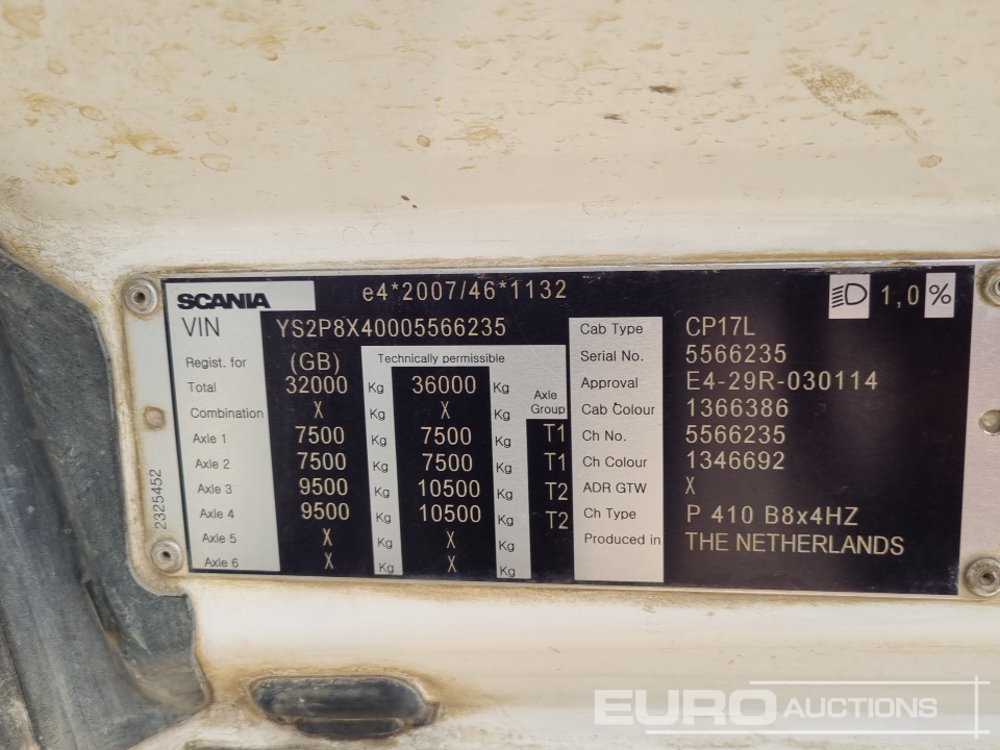 SCANIA e4*2007/46*1132 1,0 %
VIN YS2P8X40005566235
Regist. for (GB) Technically permissible
Total 32000 Kg 36000 Kg
Axle Group
Combination X Kg X Kg
Axle 1 7500 Kg 7500 Kg T1
Axle 2 7500 Kg 7500 Kg T1
Axle 3 9500 Kg 10500 Kg T2
Axle 4 9500 Kg 10500 Kg T2
Axle 5 X Kg X Kg
Axle 6 X Kg X Kg
Cab Type CP17L
Serial No. 5566235
Approval E4-29R-030114
Cab Colour 1366386
Ch No. 5566235
Ch Colour 1346692
ADR GTW X
Ch Type P 410 B8x4HZ
Produced in THE NETHERLANDS
2325452
EURO AUCTIONS